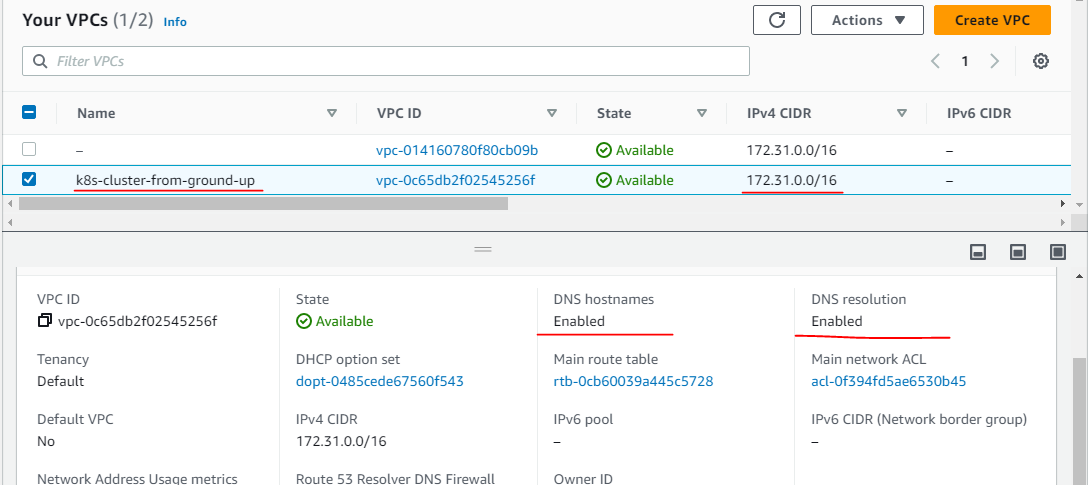 Your VPCs (1/2) Info
Actions ▼ Create VPC
Filter VPCs
1
Name VPC ID State IPv4 CIDR IPv6 CIDR
– vpc-014160780f80cb09b Available 172.31.0.0/16 –
k8s-cluster-from-ground-up vpc-0c65db2f02545256f Available 172.31.0.0/16 –
VPC ID State DNS hostnames DNS resolution
vpc-0c65db2f02545256f Available Enabled Enabled
Tenancy DHCP option set Main route table Main network ACL
Default dopt-0485cede67560f543 rtb-0cb60039a445c5728 acl-0f394fd5ae6530b45
Default VPC IPv4 CIDR IPv6 pool IPv6 CIDR (Network border group)
No 172.31.0.0/16 – –
Network Address Usage metrics Route 53 Resolver DNS Firewall Owner ID